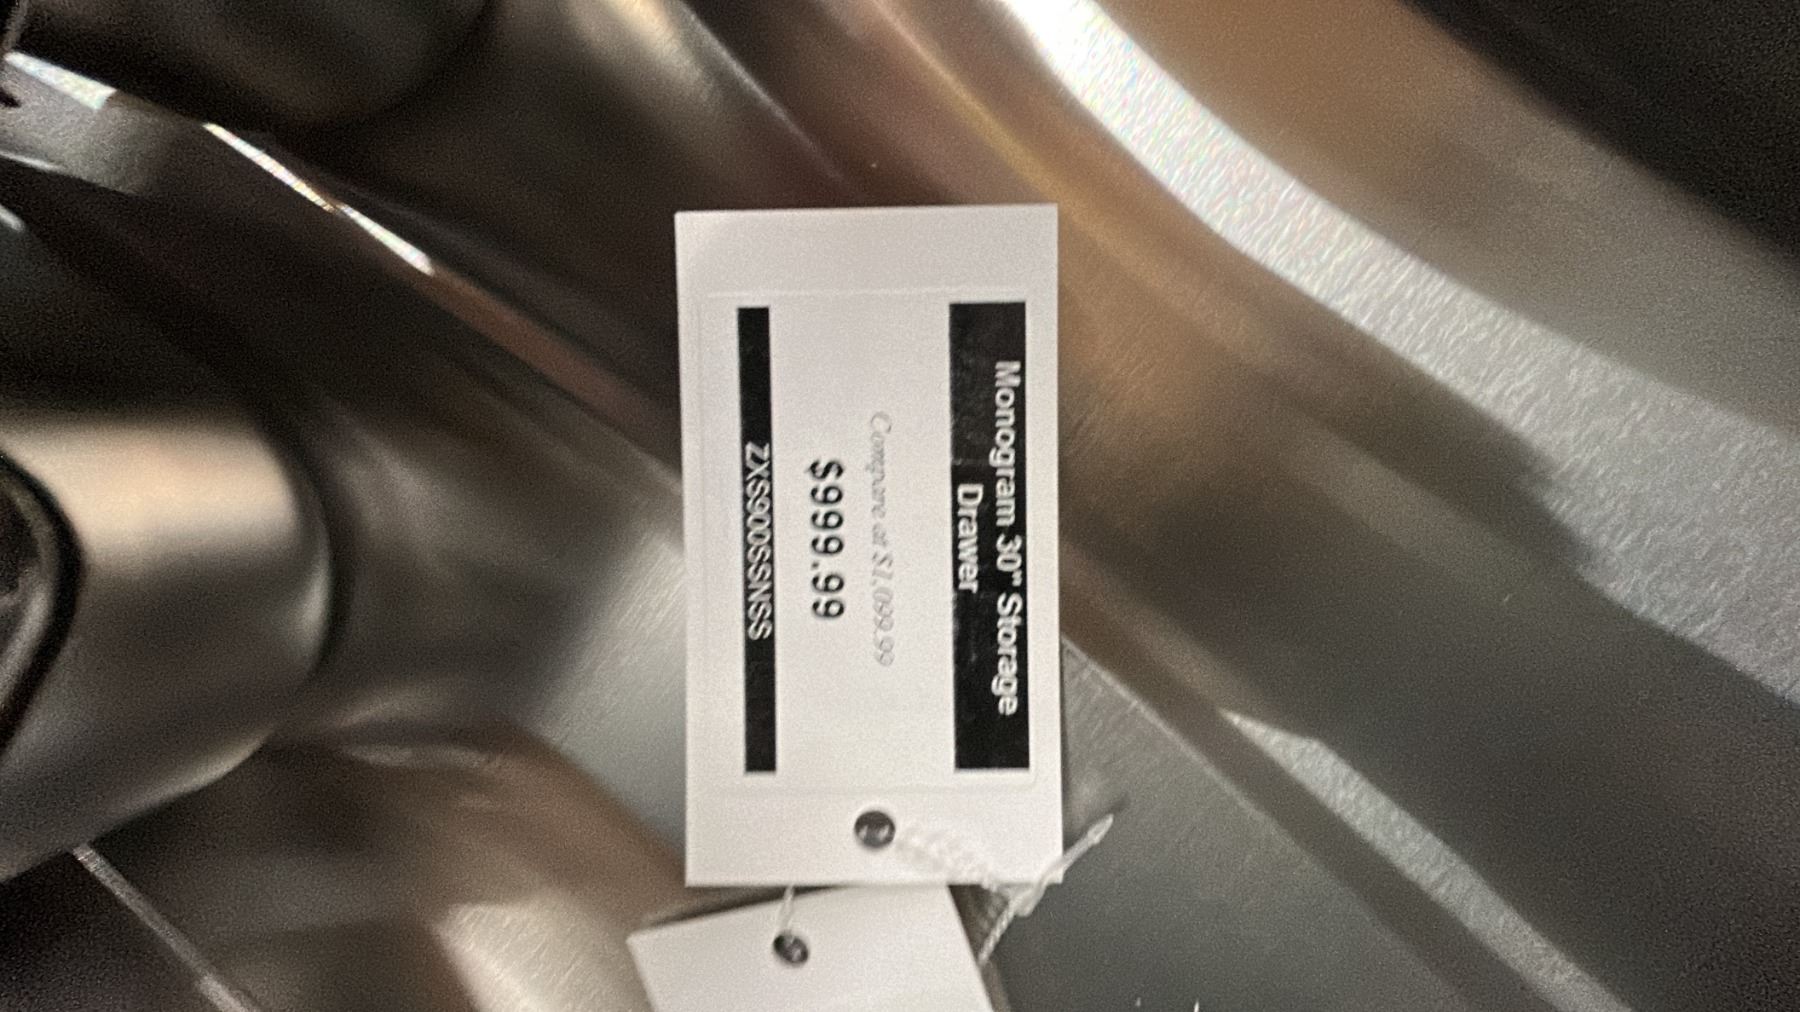 Monogram 30" Storage
Drawer
Compare at $1,099.99
$999.99
ZXS900SSNSS